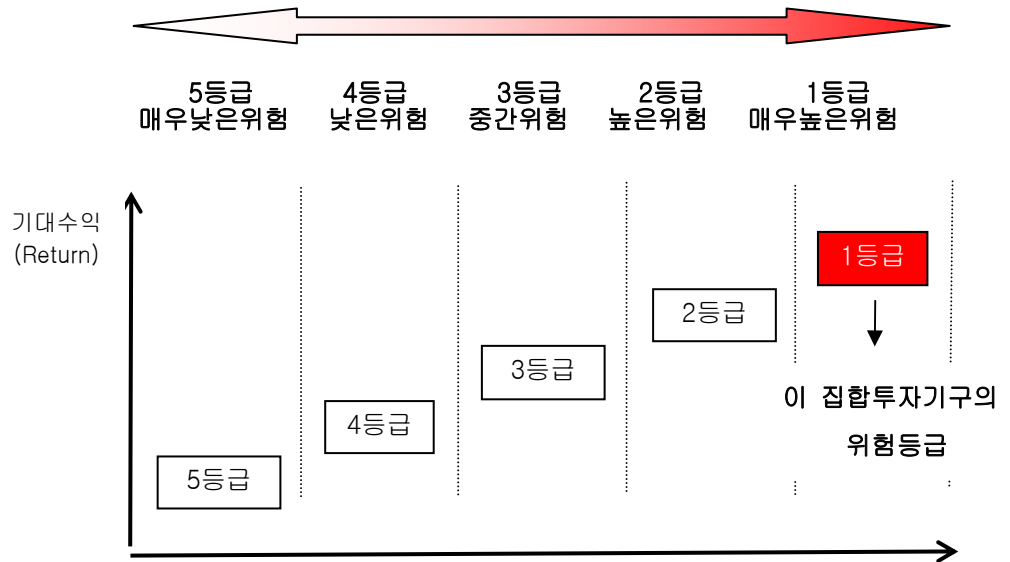 5등급 4등급 3등급 2등급 1등급
매우낮은위험 낮은위험 중간위험 높은위험 매우높은위험
기대수익
(Return)
1등급
2등급
3등급
4등급
5등급
이 집합투자기구의
위험등급